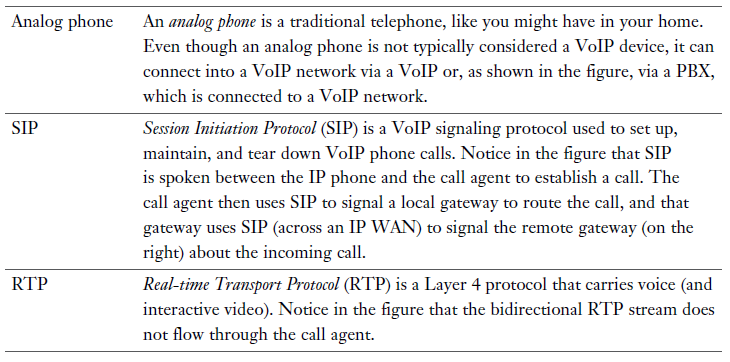 Analog phone An analog phone is a traditional telephone, like you might have in your home.
Even though an analog phone is not typically considered a VoIP device, it can
connect into a VoIP network via a VoIP or, as shown in the figure, via a PBX,
which is connected to a VoIP network.
SIP Session Initiation Protocol (SIP) is a VoIP signaling protocol used to set up,
maintain, and tear down VoIP phone calls. Notice in the figure that SIP
is spoken between the IP phone and the call agent to establish a call. The
call agent then uses SIP to signal a local gateway to route the call, and that
gateway uses SIP (across an IP WAN) to signal the remote gateway (on the
right) about the incoming call.
RTP Real-time Transport Protocol (RTP) is a Layer 4 protocol that carries voice (and
interactive video). Notice in the figure that the bidirectional RTP stream does
not flow through the call agent.